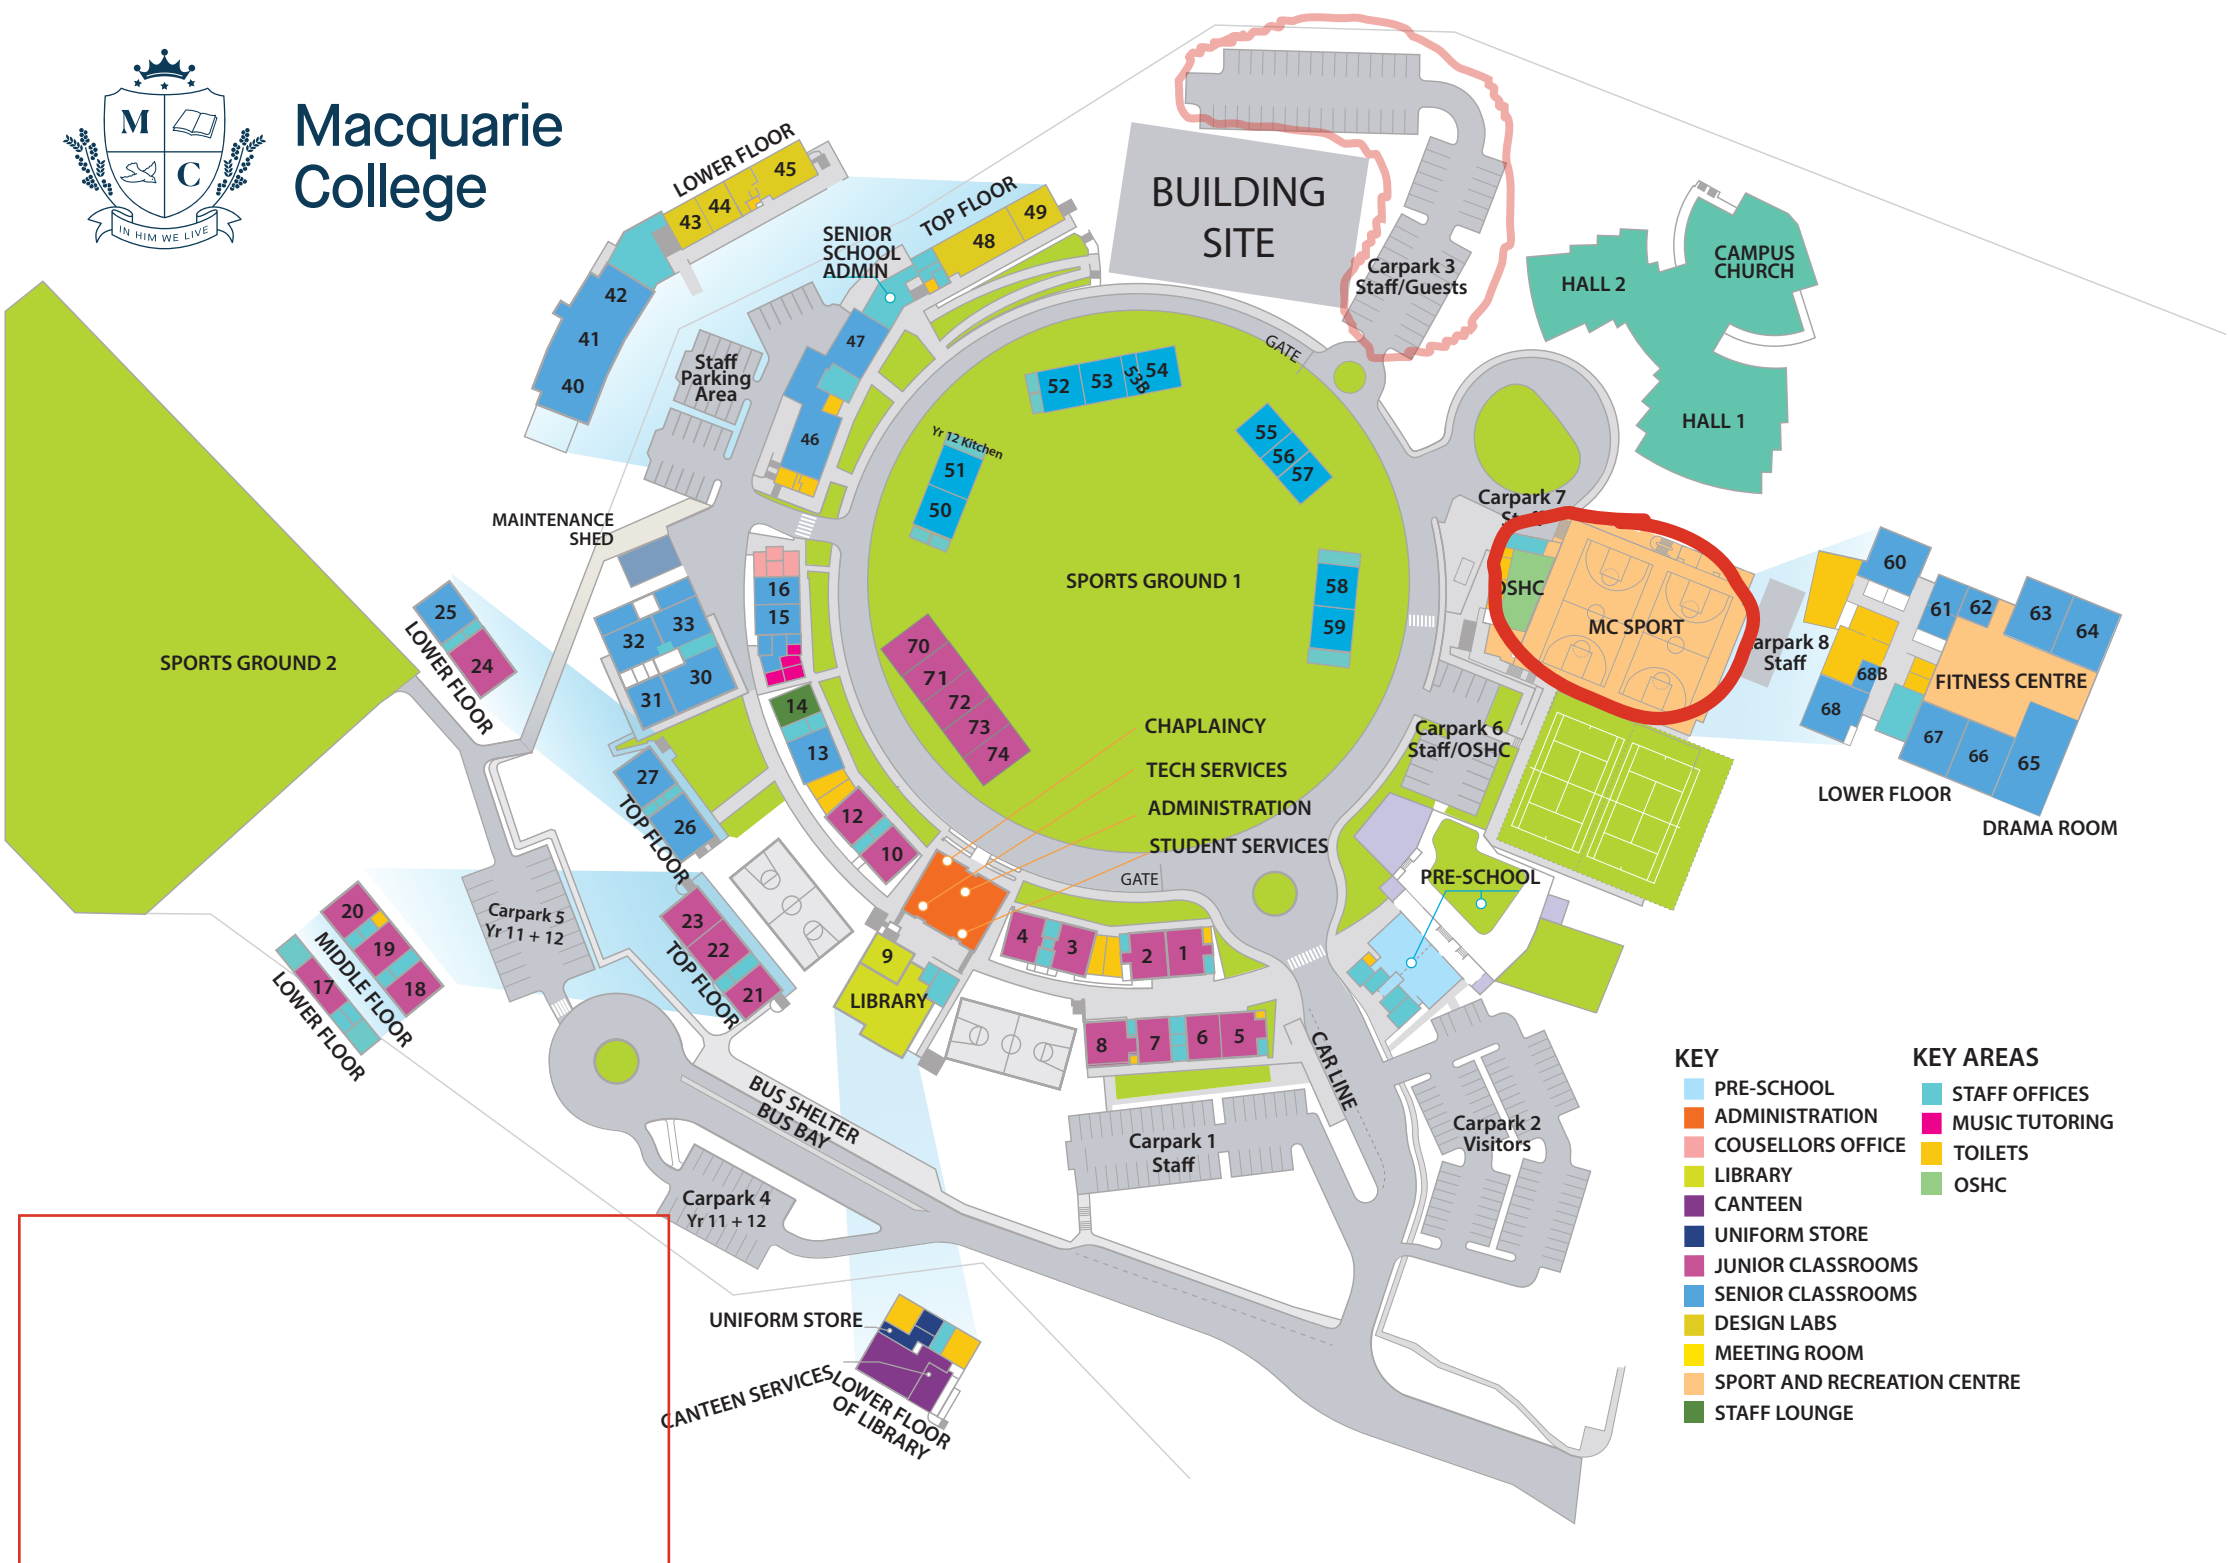 M
C
IN HIM WE LIVE
Macquarie
College
LOWER FLOOR
45
44
43
42
41
40
TOP FLOOR
49
48
SENIOR
SCHOOL
ADMIN
47
46
Staff
Parking
Area
BUILDING
SITE
Carpark 3
Staff/Guests
GATE
HALL 2
CAMPUS
CHURCH
HALL 1
52
53
53B
54
55
56
57
Yr 12 Kitchen
51
50
SPORTS GROUND 1
58
59
70
71
72
73
74
MAINTENANCE
SHED
SPORTS GROUND 2
25
24
LOWER FLOOR
33
32
30
31
16
15
14
13
12
10
27
26
TOP FLOOR
Carpark 7
Staff
OSHC
MC SPORT
Carpark 8
Staff
60
61
62
63
64
68B
68
FITNESS CENTRE
67
66
65
LOWER FLOOR
DRAMA ROOM
Carpark 6
Staff/OSHC
CHAPLAINCY
TECH SERVICES
ADMINISTRATION
STUDENT SERVICES
GATE
PRE-SCHOOL
20
19
18
MIDDLE FLOOR
17
LOWER FLOOR
Carpark 5
Yr 11 + 12
23
22
21
TOP FLOOR
9
LIBRARY
4
3
2
1
8
7
6
5
CAR LINE
BUS SHELTER
BUS BAY
Carpark 4
Yr 11 + 12
Carpark 1
Staff
Carpark 2
Visitors
UNIFORM STORE
CANTEEN SERVICES
LOWER FLOOR
OF LIBRARY
KEY
PRE-SCHOOL
ADMINISTRATION
COUSELLORS OFFICE
LIBRARY
CANTEEN
UNIFORM STORE
JUNIOR CLASSROOMS
SENIOR CLASSROOMS
DESIGN LABS
MEETING ROOM
SPORT AND RECREATION CENTRE
STAFF LOUNGE
KEY AREAS
STAFF OFFICES
MUSIC TUTORING
TOILETS
OSHC